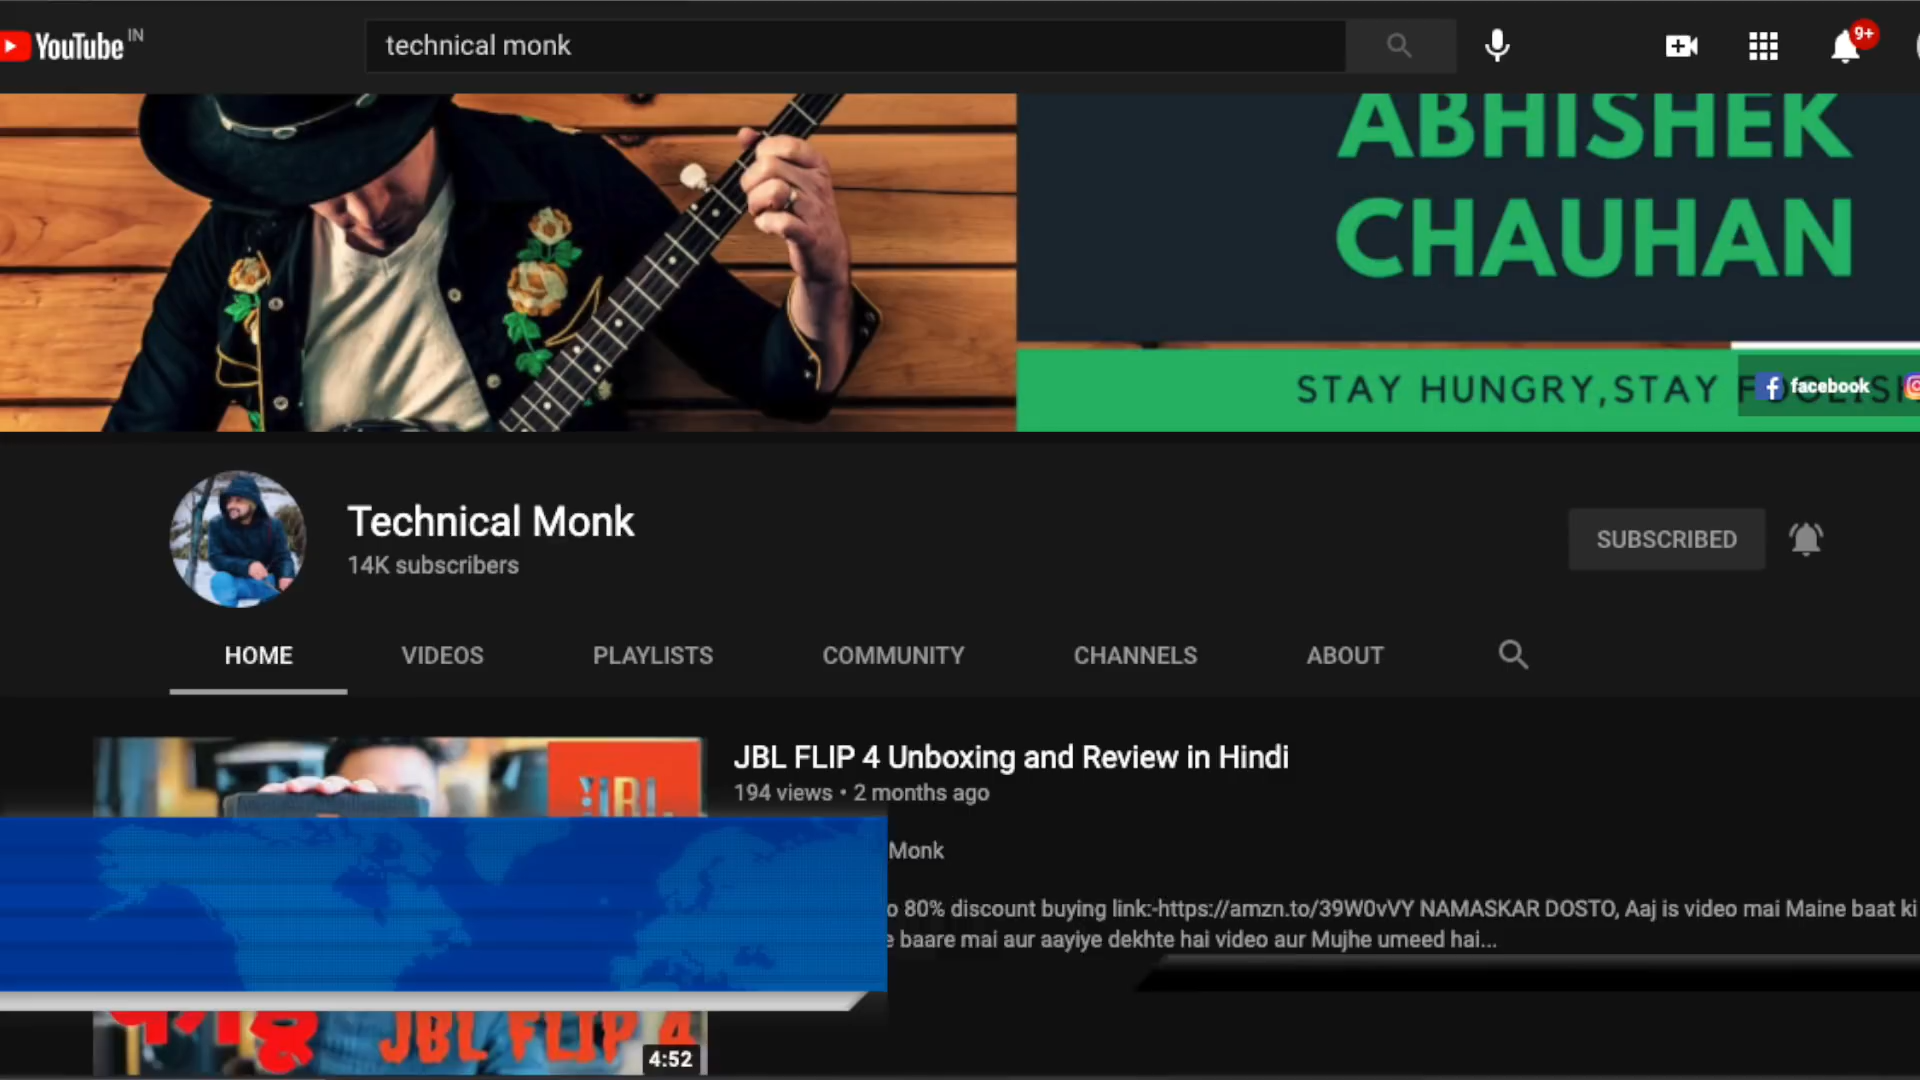 YouTube IN
technical monk
9+
ABHISHEK
CHAUHAN
STAY HUNGRY, STAY FOOLISH
facebook
Technical Monk
14K subscribers
SUBSCRIBED
HOME VIDEOS PLAYLISTS COMMUNITY CHANNELS ABOUT
JBL FLIP 4 Unboxing and Review in Hindi
194 views • 2 months ago
JBL
Monk
80% discount buying link:-https://amzn.to/39W0vVY NAMASKAR DOSTO, Aaj is video mai Maine baat ki
baare mai aur aayiye dekhte hai video aur Mujhe umeed hai...
JBL FLIP 4
4:52